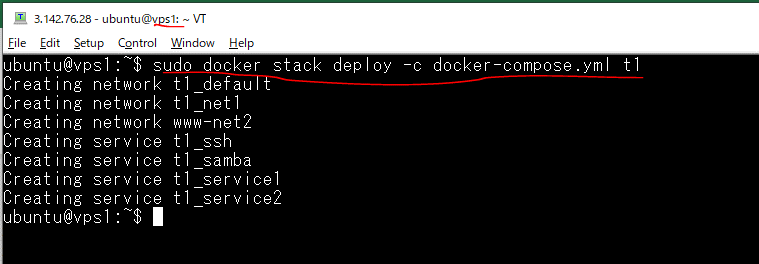 3.142.76.28 - ubuntu@vps1: ~ VT
File Edit Setup Control Window Help
ubuntu@vps1:~$ sudo docker stack deploy -c docker-compose.yml t1
Creating network t1_default
Creating network t1_net1
Creating network www-net2
Creating service t1_ssh
Creating service t1_samba
Creating service t1_service1
Creating service t1_service2
ubuntu@vps1:~$